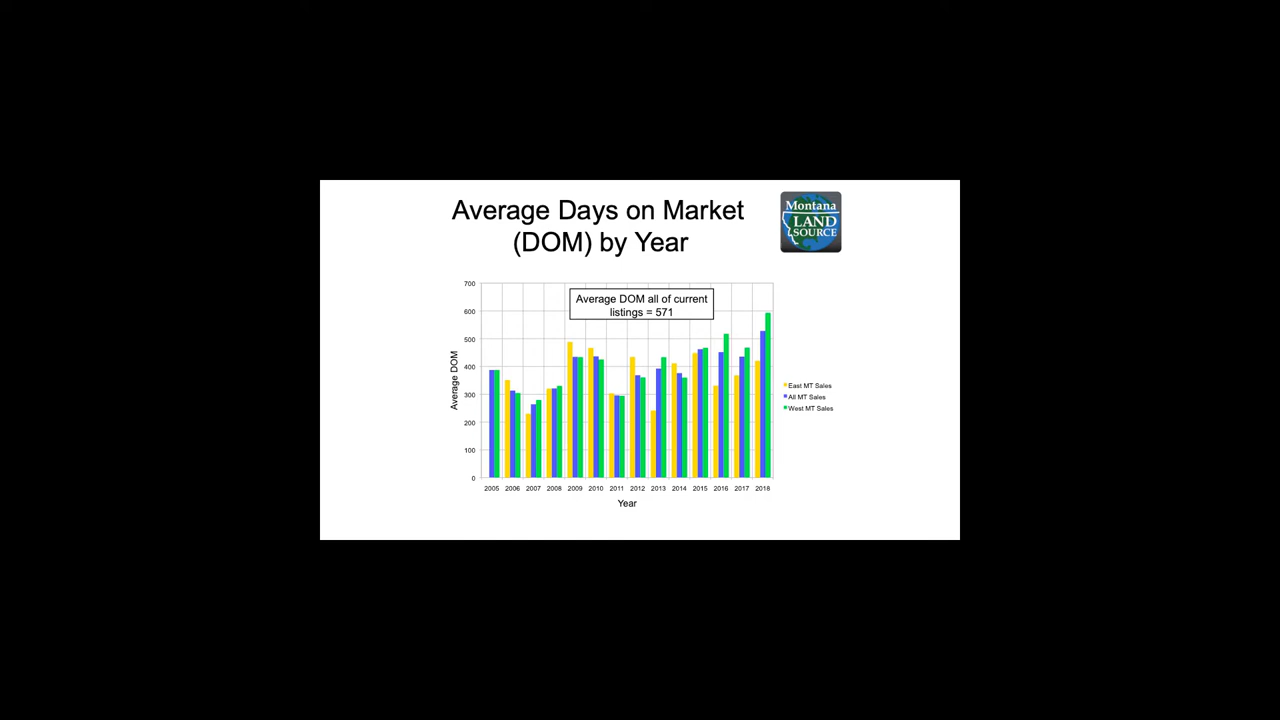 Average Days on Market
(DOM) by Year
Montana
LAND
SOURCE
Average DOM all of current
listings = 571
700
600
500
400
300
200
100
0
Average DOM
2005 2006 2007 2008 2009 2010 2011 2012 2013 2014 2015 2016 2017 2018
Year
East MT Sales
All MT Sales
West MT Sales